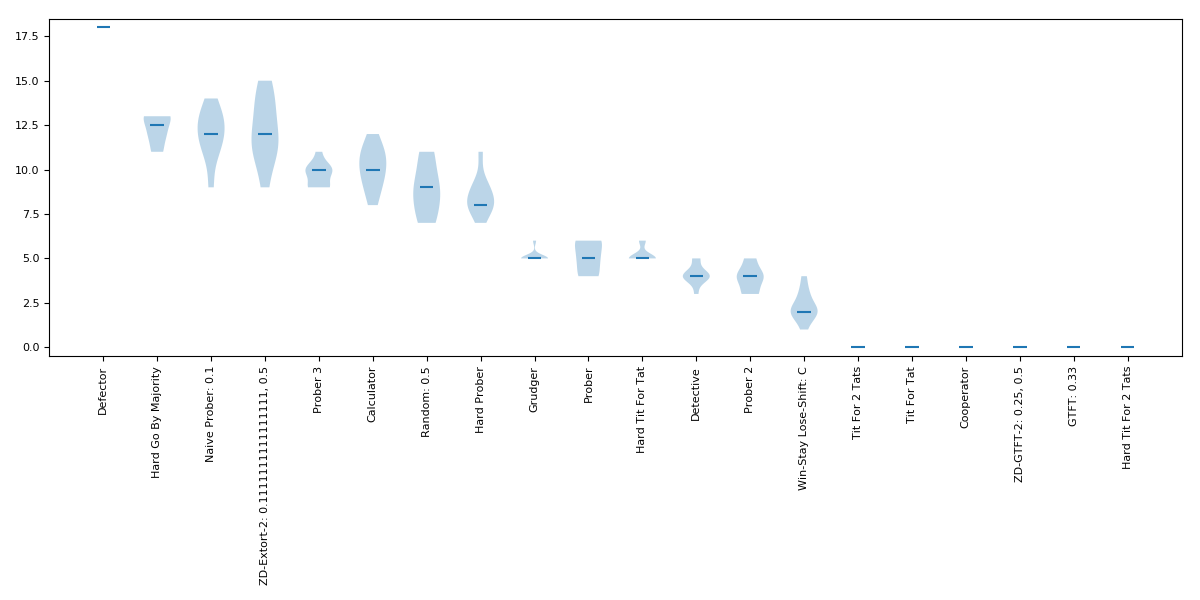 17.5
15.0
12.5
10.0
7.5
5.0
2.5
0.0
Defector
Hard Go By Majority
Naive Prober: 0.1
ZD-Extort-2: 0.1111111111111111, 0.5
Prober 3
Calculator
Random: 0.5
Hard Prober
Grudger
Prober
Hard Tit For Tat
Detective
Prober 2
Win-Stay Lose-Shift: C
Tit For 2 Tats
Tit For Tat
Cooperator
ZD-GTFT-2: 0.25, 0.5
GTFT: 0.33
Hard Tit For 2 Tats